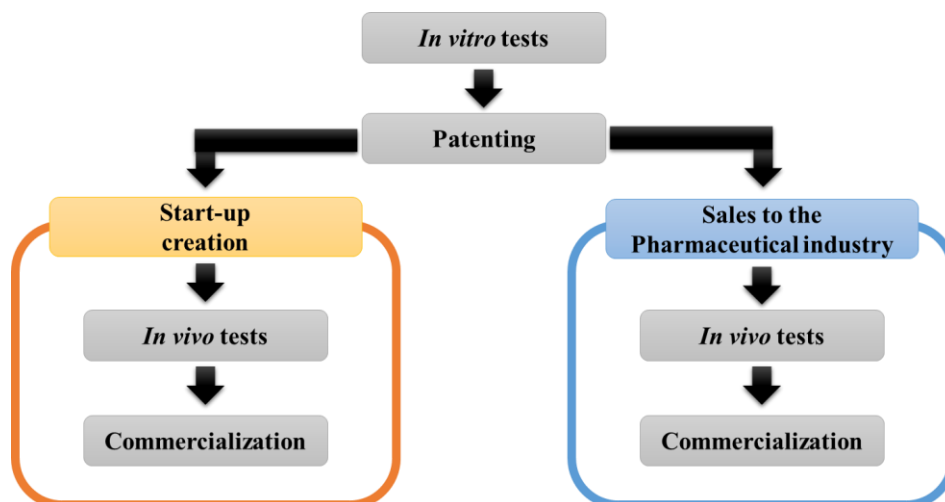 In vitro tests
Patenting
Start-up
creation
In vivo tests
Commercialization
Sales to the
Pharmaceutical industry
In vivo tests
Commercialization